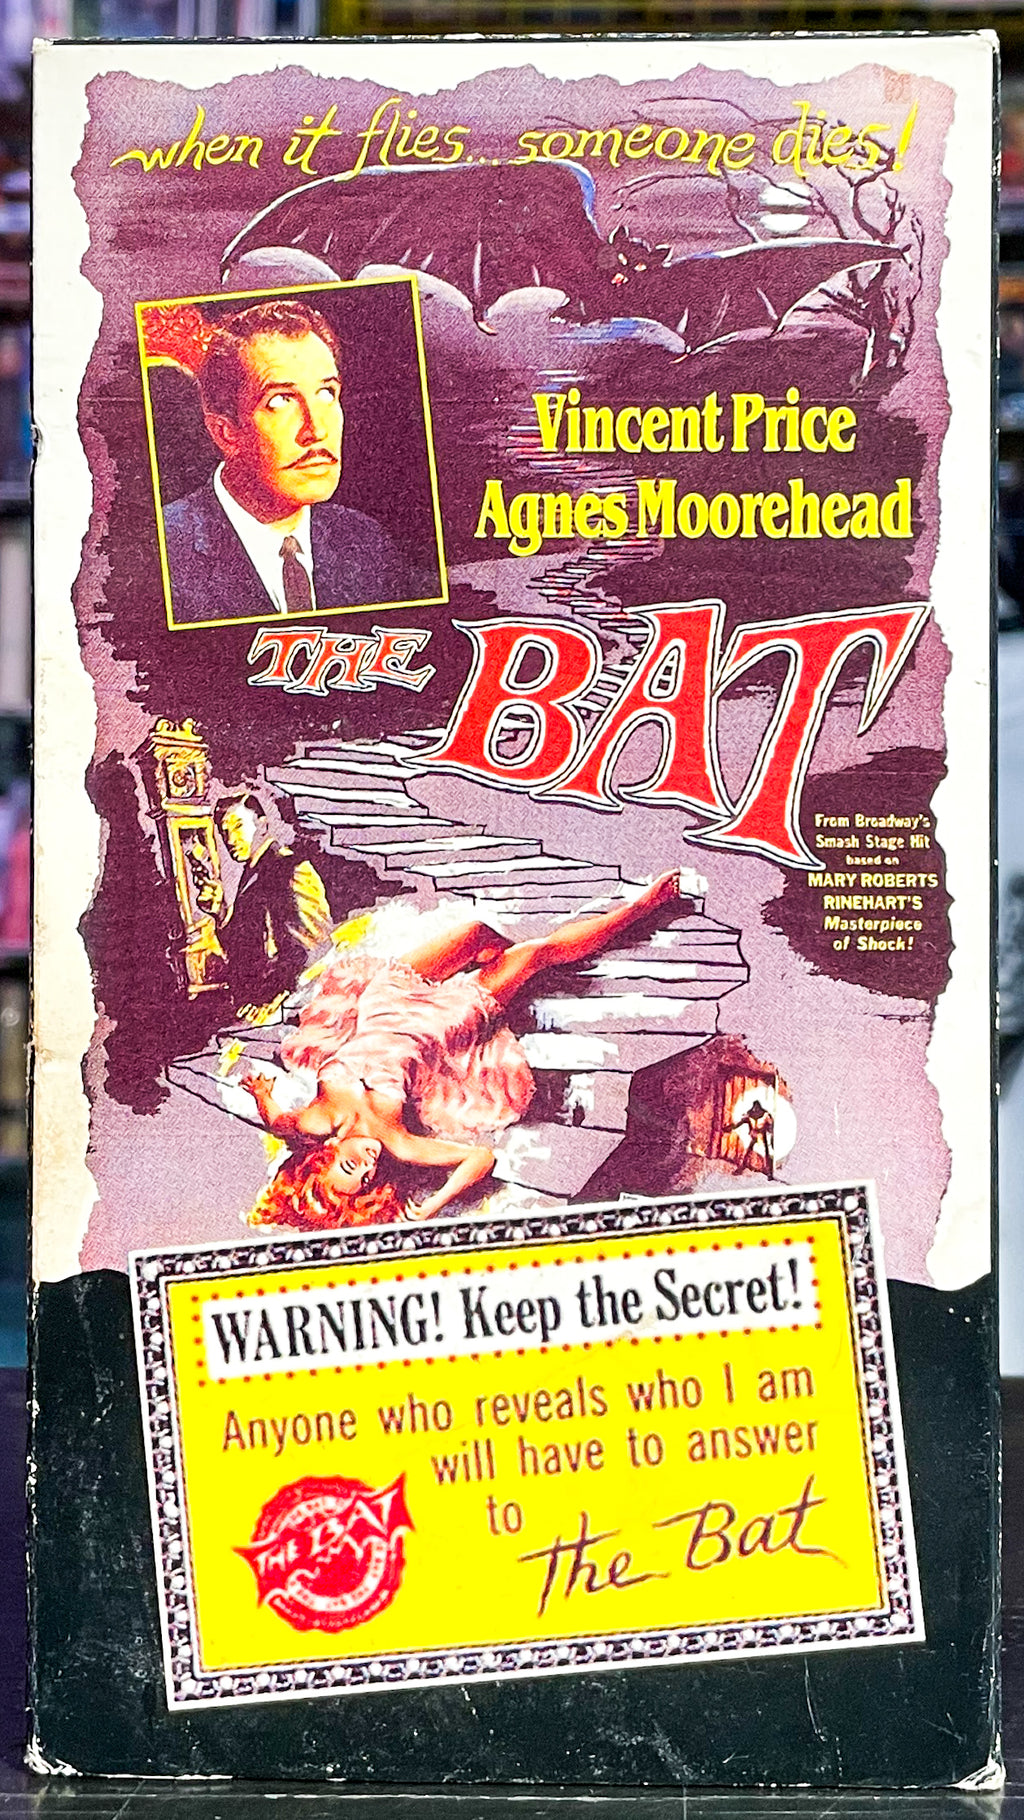 when it flies... someone dies!
Vincent Price
Agnes Moorehead
THE BAT
From Broadway's
Smash Stage Hit
based on
MARY ROBERTS
RINEHART'S
Masterpiece
of Shock!
WARNING! Keep the Secret!
Anyone who reveals who I am
will have to answer
to The Bat
THE BAT